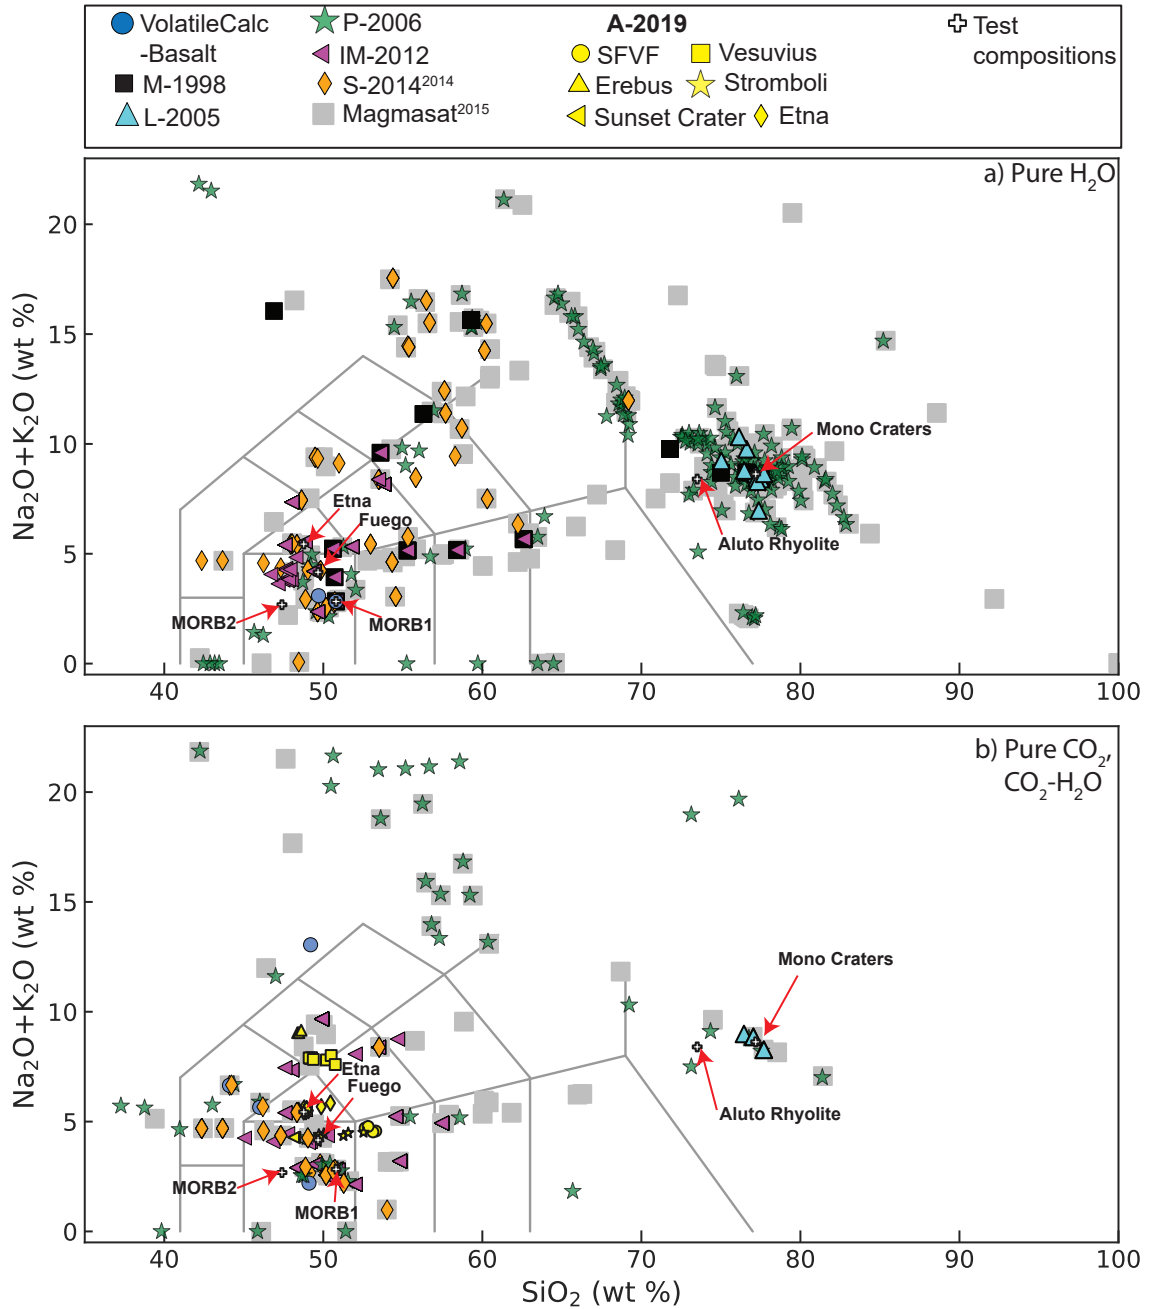 VolatileCalc
-Basalt
M-1998
L-2005
P-2006
IM-2012
S-2014²⁰¹⁴
Magmasat²⁰¹⁵
A-2019
SFVF
Vesuvius
Erebus
Stromboli
Sunset Crater
Etna
Test
compositions
a) Pure H₂O
Na₂O+K₂O (wt %)
20
15
10
5
0
Mono Craters
Aluto Rhyolite
Etna
Fuego
MORB2
MORB1
40 50 60 70 80 90 100
b) Pure CO₂,
CO₂-H₂O
Na₂O+K₂O (wt %)
20
15
10
5
0
Mono Craters
Aluto Rhyolite
Etna
Fuego
MORB2
MORB1
40 50 60 70 80 90 100
SiO₂ (wt %)